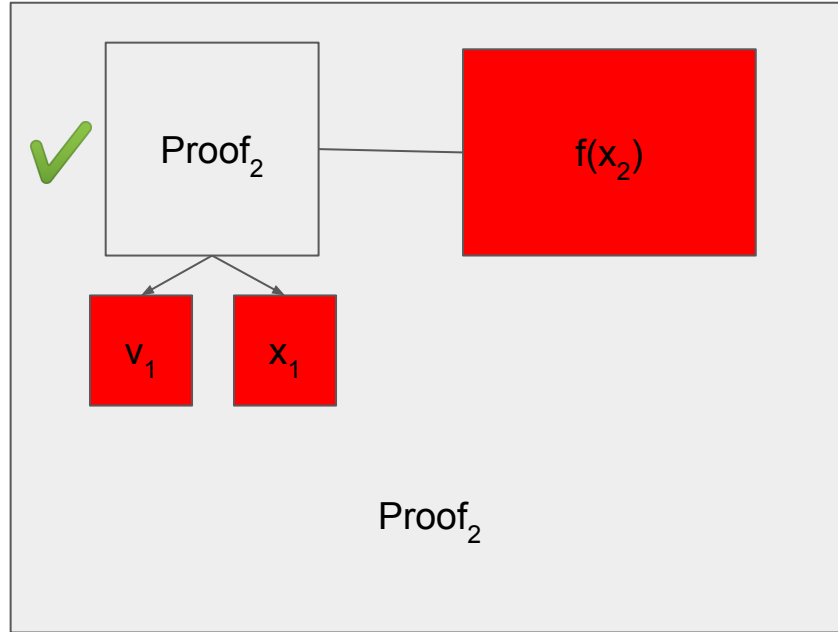 Proof₂
f(x₂)
v₁
x₁
Proof₂